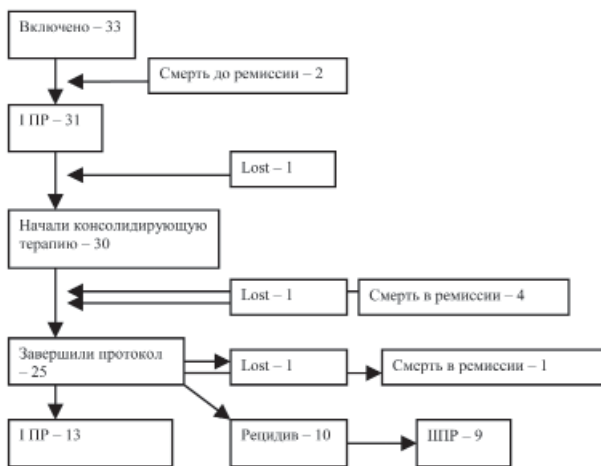 Включено – 33
Смерть до ремиссии – 2
I ПР – 31
Lost – 1
Начали консолидирующую
терапию – 30
Lost – 1
Смерть в ремиссии – 4
Завершили протокол
– 25
Lost – 1
Смерть в ремиссии – 1
I ПР – 13
Рецидив – 10
IIПР – 9